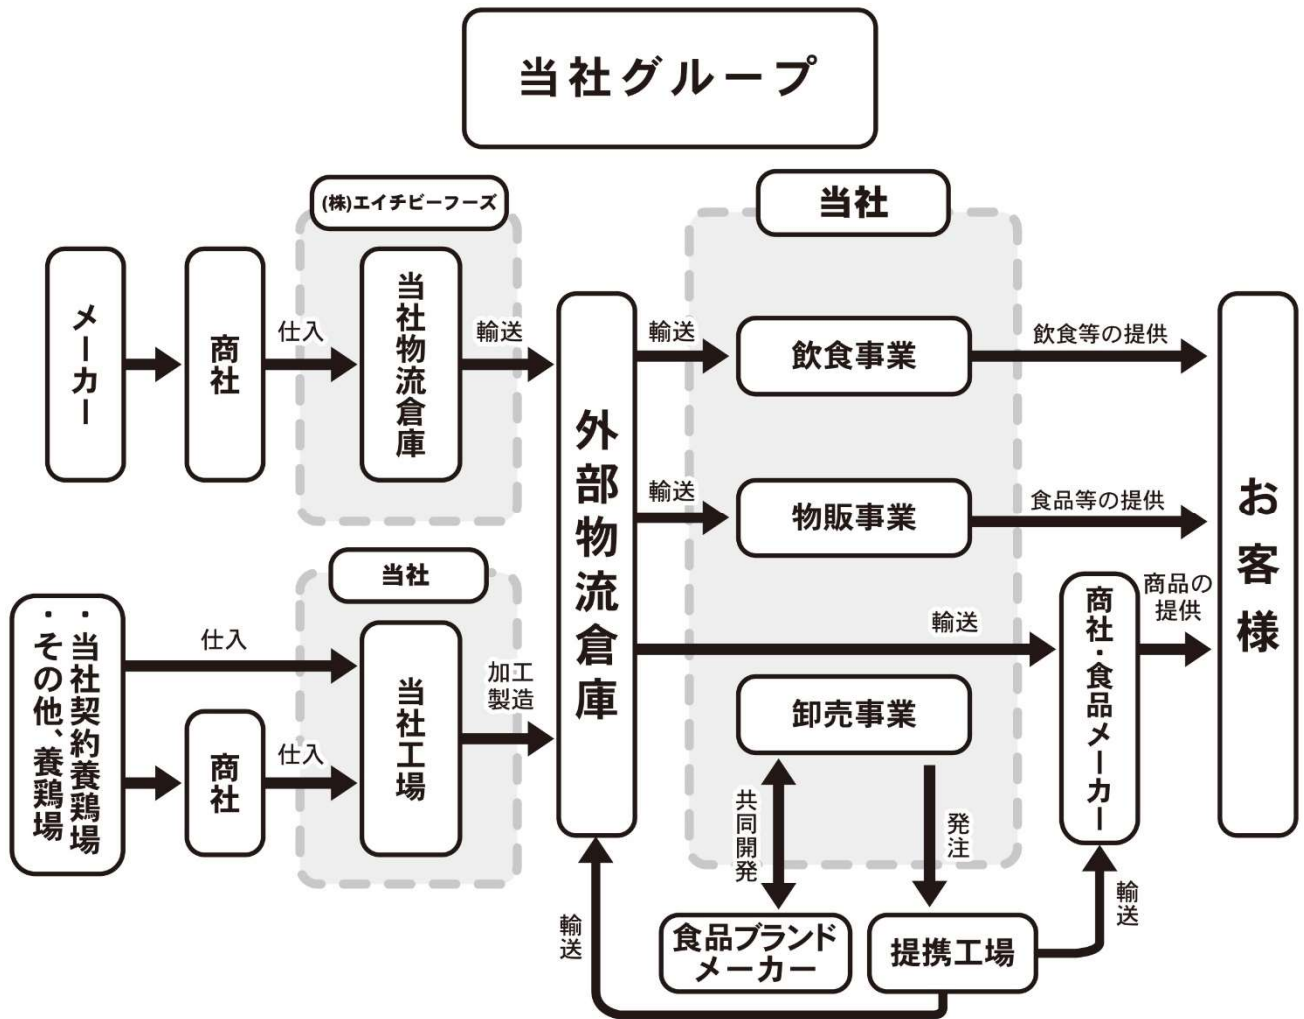 当社グループ
(株)エイチビーフーズ
当社
メーカー
商社
仕入
当社物流倉庫
輸送
外部物流倉庫
輸送
飲食事業
飲食等の提供
お客様
輸送
物販事業
食品等の提供
当社
・当社契約養鶏場
・その他、養鶏場
仕入
商社
仕入
当社工場
加工
製造
輸送
商社・食品メーカー
商品の
提供
卸売事業
共同開発
発注
輸送
食品ブランド
メーカー
提携工場
輸送